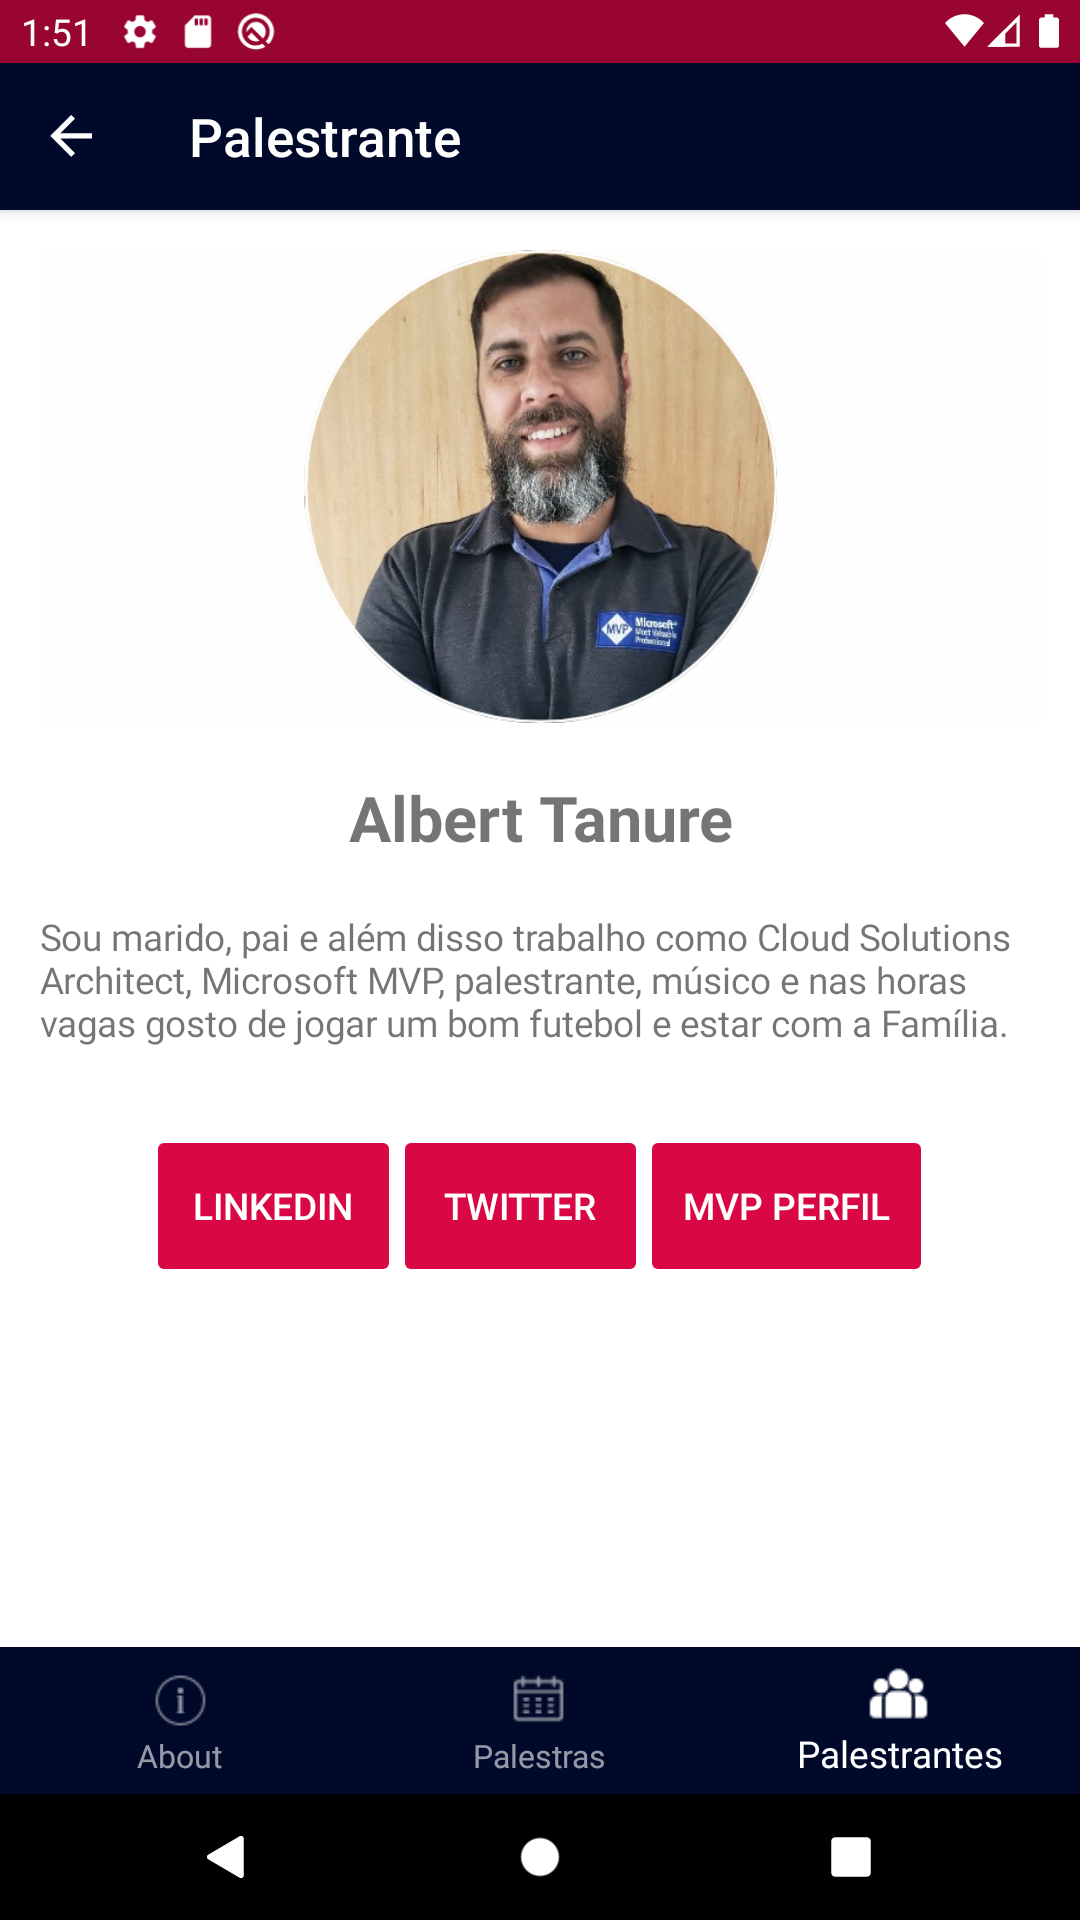 1:51
Palestrante
MVP
Microsoft
Most Valuable
Professional
Albert Tanure
Sou marido, pai e além disso trabalho como Cloud Solutions
Architect, Microsoft MVP, palestrante, músico e nas horas
vagas gosto de jogar um bom futebol e estar com a Família.
LINKEDIN TWITTER MVP PERFIL
About Palestras Palestrantes